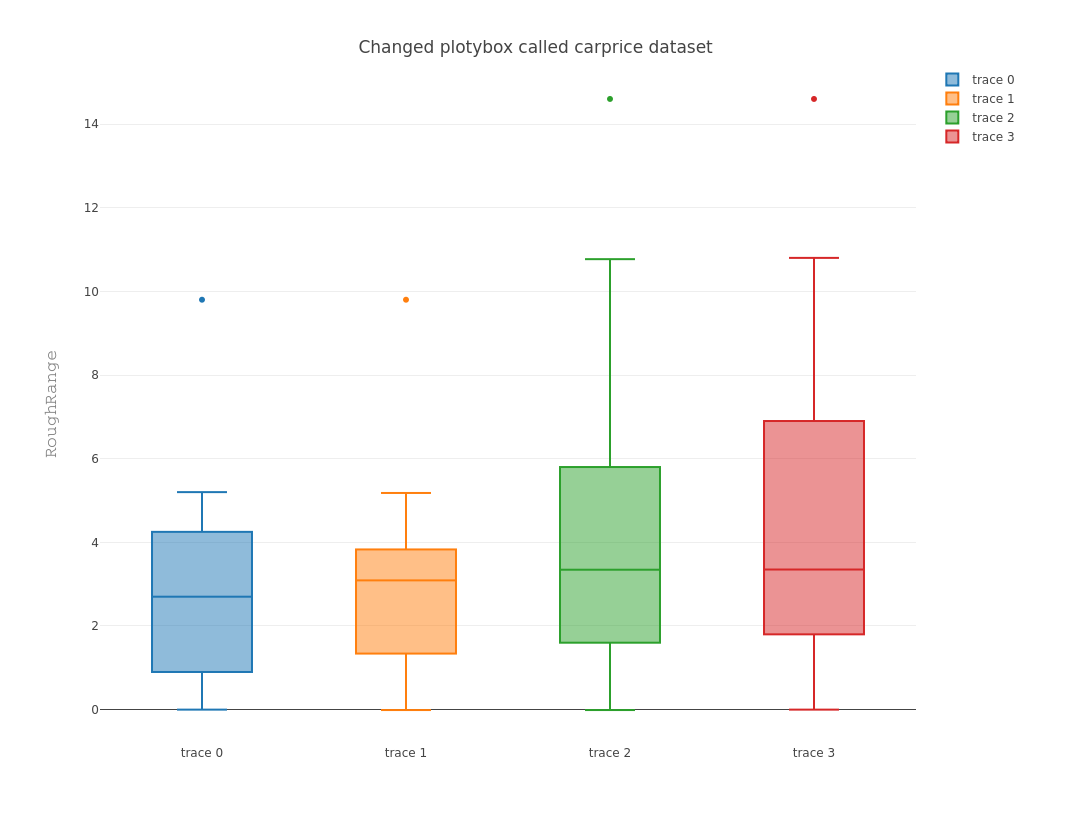 Changed plotybox called carprice dataset
trace 0
trace 1
trace 2
trace 3
14
12
10
8
6
4
2
0
RoughRange
trace 0
trace 1
trace 2
trace 3